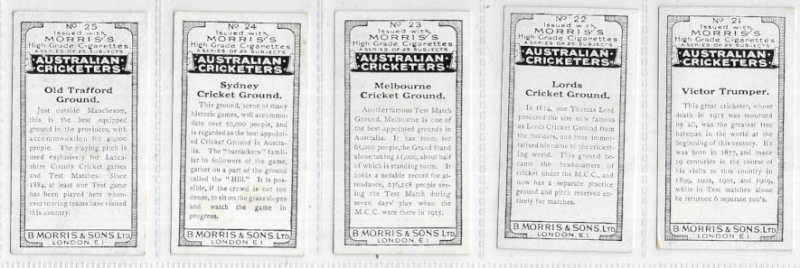 No 25
Issued with
MORRIS'S
High Grade Cigarettes
A SERIES OF 25 SUBJECTS
AUSTRALIAN
CRICKETERS
Old Trafford
Ground.
Just outside Manchester,
this is the best equipped
ground in the provinces, with
accommodation for 40,000
people. The playing pitch is
used exclusively for Lanca-
shire County Cricket games
and Test Matches. Since
1884, at least one Test game
has been played here when-
ever touring teams have visited
this country.
B. MORRIS & SONS, LTD.
LONDON, E.1.
No 24
Issued with
MORRIS'S
High Grade Cigarettes
A SERIES OF 25 SUBJECTS
AUSTRALIAN
CRICKETERS
Sydney
Cricket Ground.
This ground, scene of many
historic games, will accommo-
date over 50,000 people, and
is regarded as the best appoint-
ed Cricket Ground in Austra-
lia. The "barrackers" famil-
iar to followers of the game,
gather on a part of the ground
called the "Hill." It is pos-
sible, if the crowd is not too
dense, to sit on the grass slopes
and watch the game in
progress.
B. MORRIS & SONS, LTD.
LONDON, E.1.
No 23
Issued with
MORRIS'S
High Grade Cigarettes
A SERIES OF 25 SUBJECTS
AUSTRALIAN
CRICKETERS
Melbourne
Cricket Ground.
Another famous Test Match
Ground, Melbourne is one of
the best appointed grounds in
Australia. It has room for
65,000 people, the Grand Stand
alone taking 25,000, about half
of which is standing room. It
holds a notable record for at-
tendance, 236,258 people see-
ing the Test Match during
seven days' play when the
M.C.C. were there in 1925.
B. MORRIS & SONS, LTD.
LONDON, E.1.
No 22
Issued with
MORRIS'S
High Grade Cigarettes
A SERIES OF 25 SUBJECTS
AUSTRALIAN
CRICKETERS
Lords
Cricket Ground.
In 1814, one Thomas Lord
procured the site now famous
as Lords Cricket Ground from
the builders, and thus immor-
talised his name to the cricket-
ing world. This ground be-
came the headquarters of
cricket under the M.C.C., and
now has a separate practice
ground and pitch reserved
entirely for matches.
B. MORRIS & SONS, LTD.
LONDON, E.1.
No 21
Issued with
MORRIS'S
High Grade Cigarettes
A SERIES OF 25 SUBJECTS
AUSTRALIAN
CRICKETERS
Victor Trumper.
This great cricketer, whose
death in 1915 was mourned
by all, was the greatest free
batsman in the world at the
beginning of this century. He
was born in 1877, and made
19 centuries in the course of
his visits to this country in
1899, 1902, 1905, and 1909,
while in Test matches alone
he returned 6 separate 100's.
B. MORRIS & SONS, LTD.
LONDON, E.1.